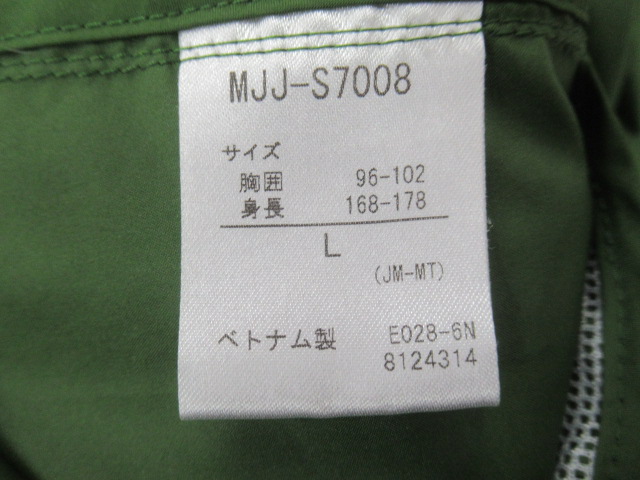 MJJ-S7008
サイズ
胸囲 96-102
身長 168-178
L
(JM-MT)
ベトナム製 E028-6N
8124314